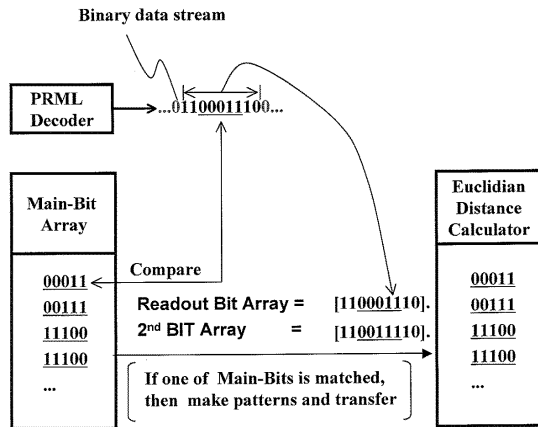 Binary data stream
PRML
Decoder
...01100011100...
Main-Bit
Array
00011
00111
11100
11100
...
Compare
Readout Bit Array = [110001110].
2nd BIT Array = [110011110].
If one of Main-Bits is matched,
then make patterns and transfer
Euclidian
Distance
Calculator
00011
00111
11100
11100
...